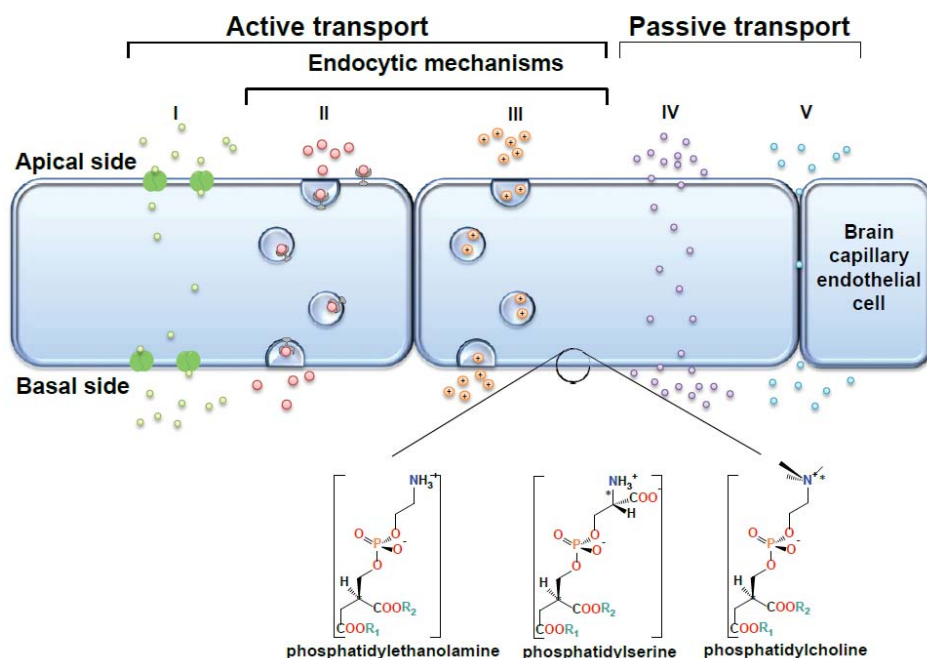 Active transport
Passive transport
Endocytic mechanisms
I
II
III
IV
V
Apical side
+ + + + + +
+ +
Brain
capillary
endothelial
cell
+
+
+
+
Basal side
+
+ + + + +
NH₃⁺
O
O
P
O⁻
O
H
COOR₂
COOR₁
phosphatidylethanolamine
NH₃⁺
*
COO⁻
H
O
O
P
O⁻
O
H
COOR₂
COOR₁
phosphatidylserine
N⁺*
O
O
P
O⁻
O
H
COOR₂
COOR₁
phosphatidylcholine